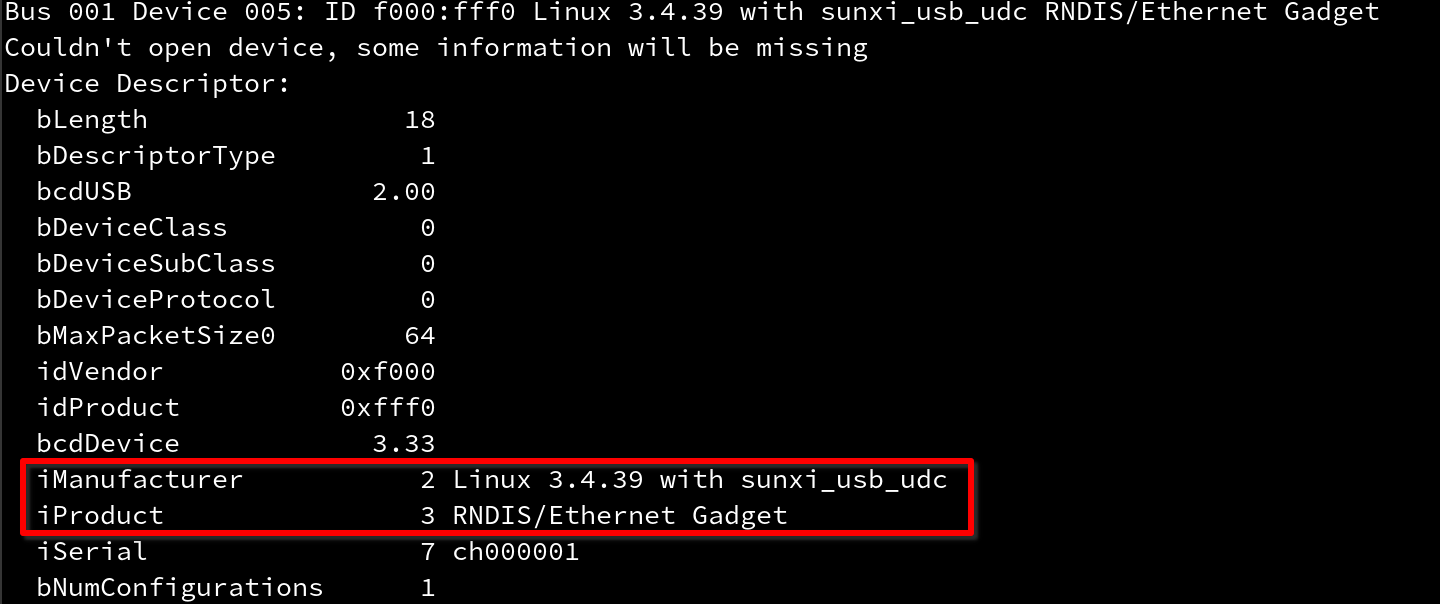 Bus 001 Device 005: ID f000:fff0 Linux 3.4.39 with sunxi_usb_udc RNDIS/Ethernet Gadget
Couldn't open device, some information will be missing
Device Descriptor:
  bLength                18
  bDescriptorType         1
  bcdUSB               2.00
  bDeviceClass            0
  bDeviceSubClass         0
  bDeviceProtocol         0
  bMaxPacketSize0        64
  idVendor           0xf000
  idProduct          0xfff0
  bcdDevice            3.33
  iManufacturer           2 Linux 3.4.39 with sunxi_usb_udc
  iProduct                3 RNDIS/Ethernet Gadget
  iSerial                 7 ch000001
  bNumConfigurations      1